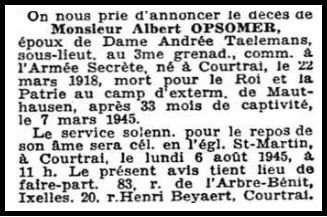 On nous prie d'annoncer le décès de
Monsieur Albert OPSOMER,
époux de Dame Andrée Taelemans,
sous-lieut. au 3me grenad., comm. à
l'Armée Secrète, né à Courtrai, le 22
mars 1918, mort pour le Roi et la
Patrie au camp d'exterm. de Maut-
hausen, après 33 mois de captivité,
le 7 mars 1945.
Le service solenn. pour le repos de
son âme sera cél. en l'égl. St-Martin,
à Courtrai, le lundi 6 août 1945, à
11 h. Le présent avis tient lieu de
faire-part. 83, r. de l'Arbre-Bénit,
Ixelles. 20, r. Henri Beyaert, Courtrai.